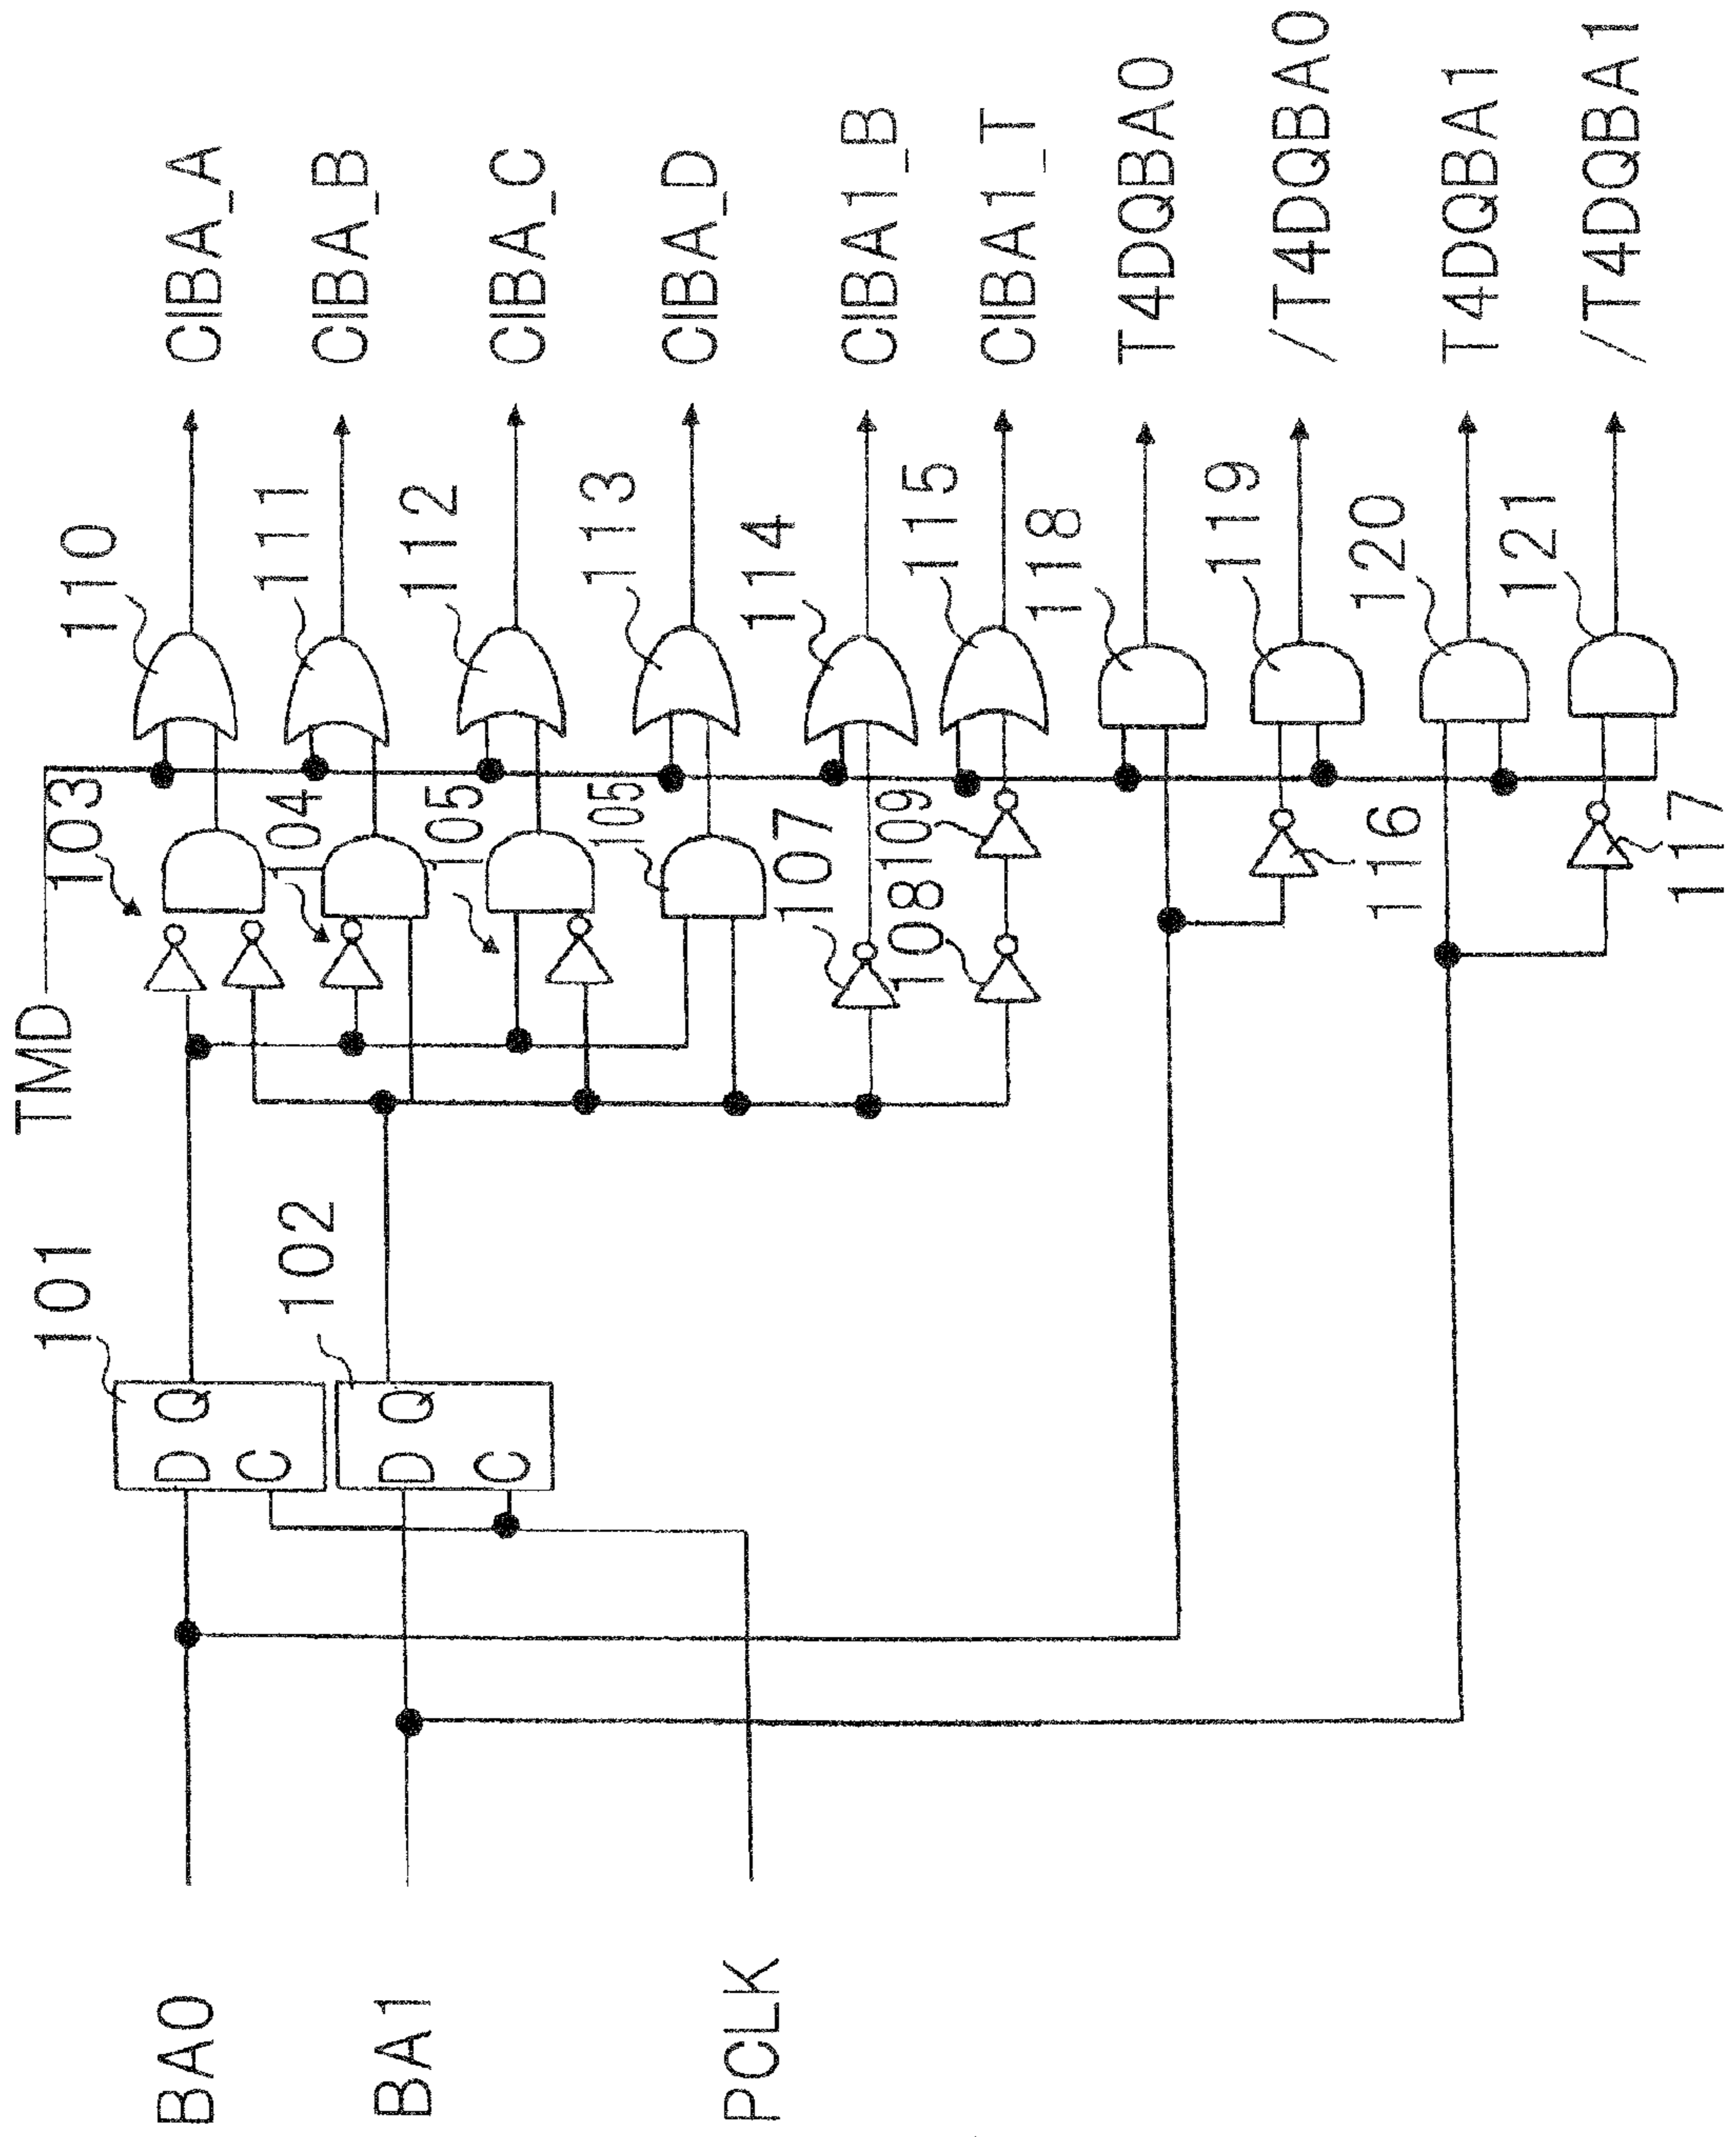 BA0
BA1
PCLK
101
D Q
C
102
D Q
C
TMD
103
104
105
105
107
108
109
110
111
112
113
114
115
118
116
119
120
117
121
CIBA_A
CIBA_B
CIBA_C
CIBA_D
CIBA1_B
CIBA1_T
T4DQBA0
/T4DQBA0
T4DQBA1
/T4DQBA1